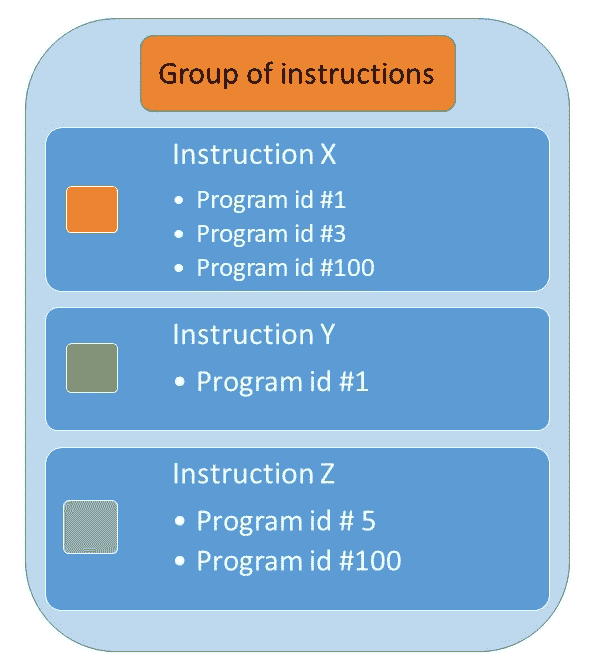 Group of instructions
Instruction X
• Program id #1
• Program id #3
• Program id #100
Instruction Y
• Program id #1
Instruction Z
• Program id # 5
• Program id #100